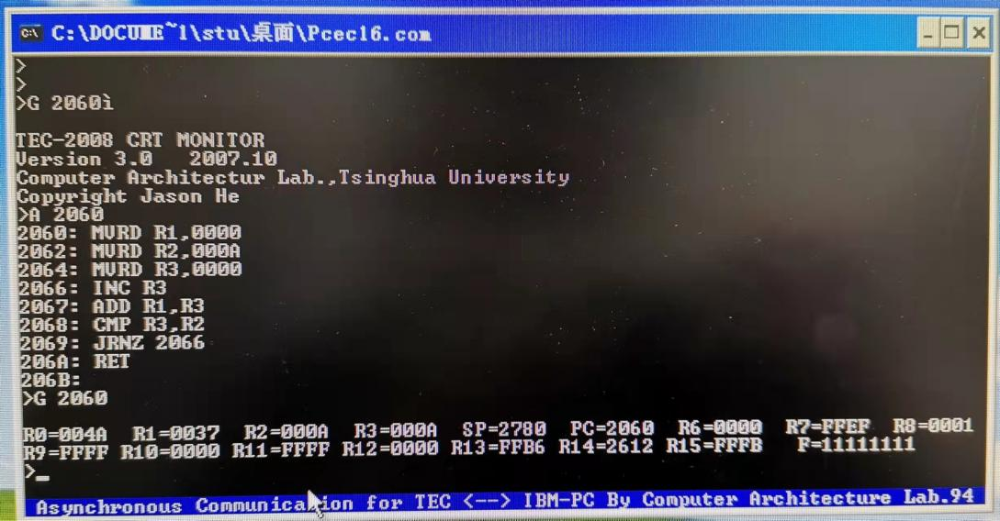 C:\DOCUME~1\stu\桌面\Pcec16.com
>
>
>G 2060ì
TEC-2008 CRT MONITOR
Version 3.0   2007.10
Computer Architectur Lab.,Tsinghua University
Copyright Jason He
>A 2060
2060: MVRD R1,0000
2062: MVRD R2,000A
2064: MVRD R3,0000
2066: INC R3
2067: ADD R1,R3
2068: CMP R3,R2
2069: JRNZ 2066
206A: RET
206B:
>G 2060
R0=004A  R1=0037  R2=000A  R3=000A  SP=2780  PC=2060  R6=0000  R7=FFEF  R8=0001
R9=FFFF R10=0000 R11=FFFF R12=0000 R13=FFB6 R14=2612 R15=FFFB   F=11111111
>_
Asynchronous Communication for TEC <--> IBM-PC By Computer Architecture Lab.94